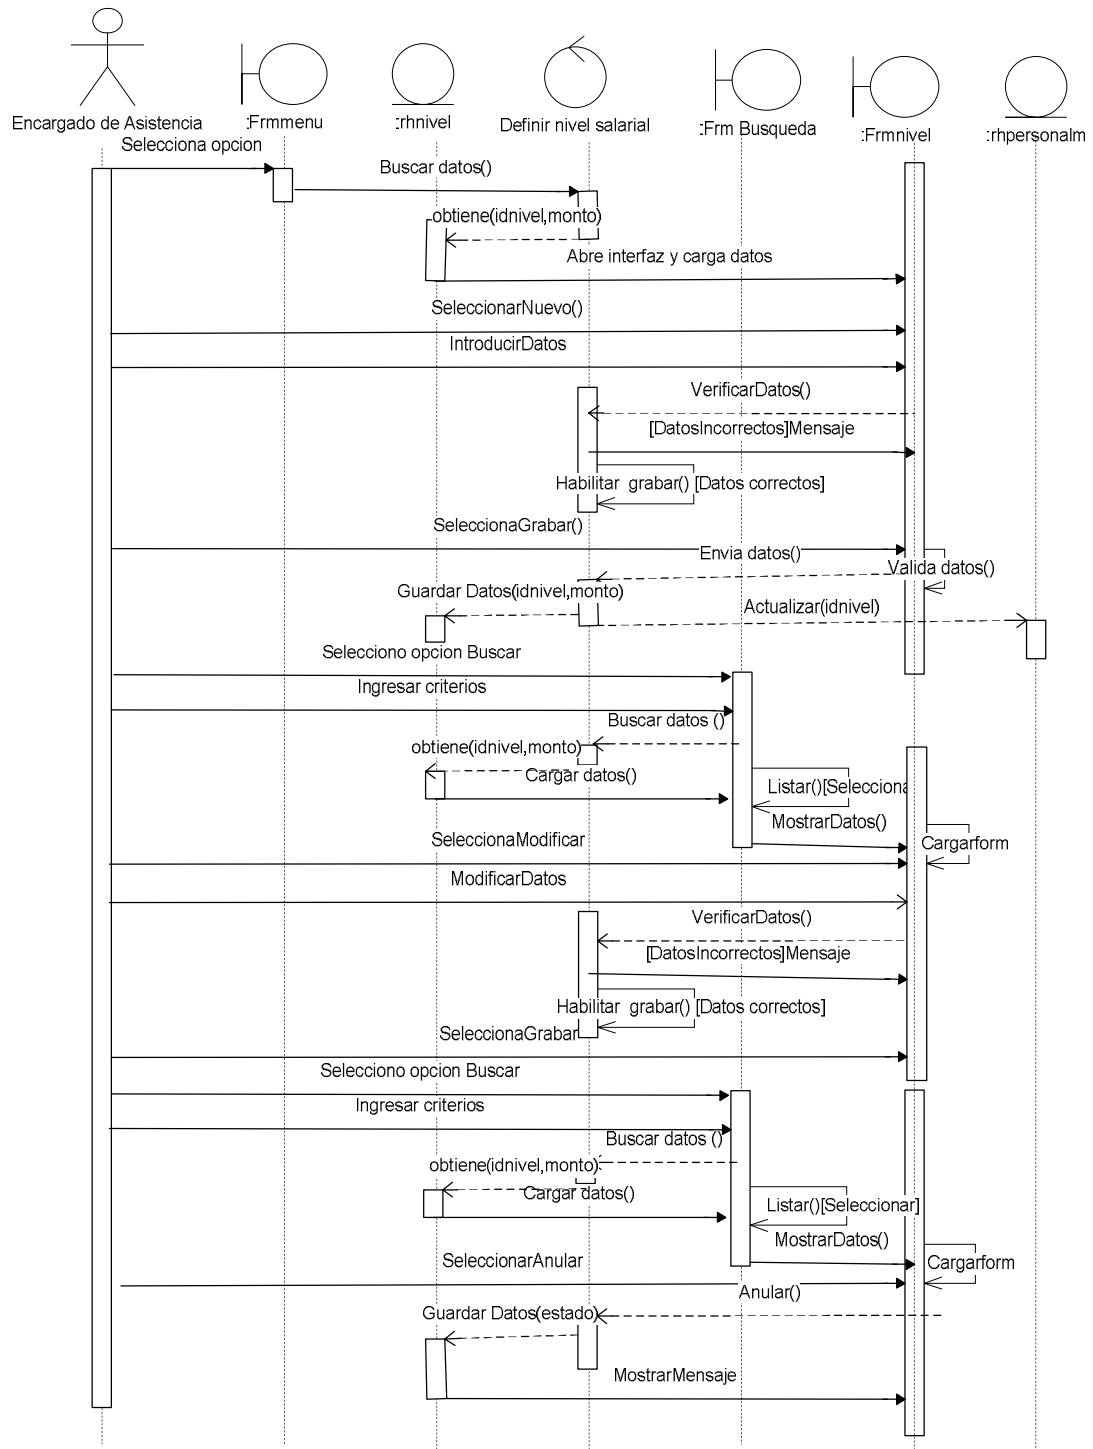 Encargado de Asistencia
:Frmmenu
:rhnivel
Definir nivel salarial
:Frm Busqueda
:Frmnivel
:rhpersonalm
Selecciona opcion
Buscar datos()
obtiene(idnivel,monto)
Abre interfaz y carga datos
SeleccionarNuevo()
IntroducirDatos
VerificarDatos()
[DatosIncorrectos]Mensaje
Habilitar grabar() [Datos correctos]
SeleccionaGrabar()
Envia datos()
Valida datos()
Guardar Datos(idnivel,monto)
Actualizar(idnivel)
Selecciono opcion Buscar
Ingresar criterios
Buscar datos ()
obtiene(idnivel,monto)
Cargar datos()
Listar()[Selecciona
MostrarDatos()
Cargarform
SeleccionaModificar
ModificarDatos
VerificarDatos()
[DatosIncorrectos]Mensaje
Habilitar grabar() [Datos correctos]
SeleccionaGrabar
Selecciono opcion Buscar
Ingresar criterios
Buscar datos ()
obtiene(idnivel,monto)
Cargar datos()
Listar()[Seleccionar]
MostrarDatos()
Cargarform
SeleccionarAnular
Anular()
Guardar Datos(estado)
MostrarMensaje